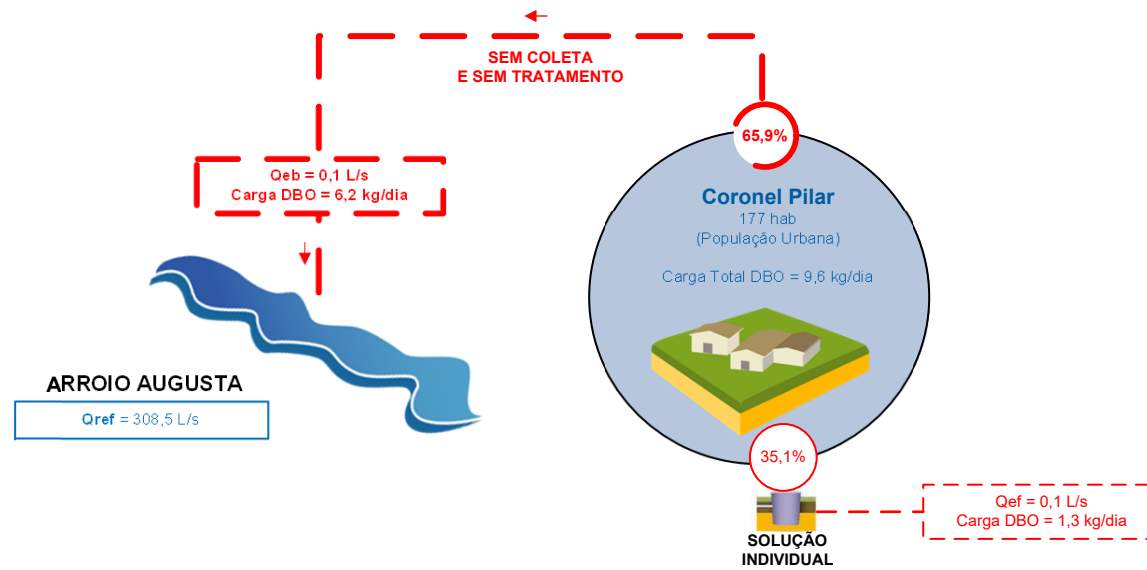 SEM COLETA
E SEM TRATAMENTO
65,9%
Qeb = 0,1 L/s
Carga DBO = 6,2 kg/dia
Coronel Pilar
177 hab
(População Urbana)
Carga Total DBO = 9,6 kg/dia
ARROIO AUGUSTA
Qref = 308,5 L/s
35,1%
Qef = 0,1 L/s
Carga DBO = 1,3 kg/dia
SOLUÇÃO
INDIVIDUAL